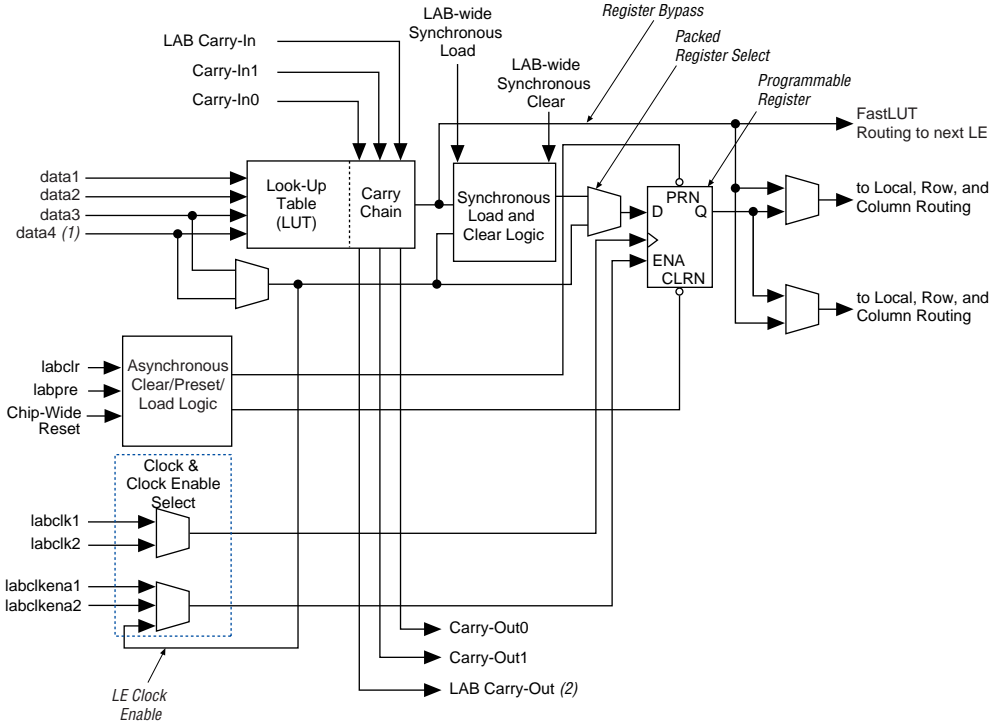 Register Bypass
LAB-wide
Synchronous
Load
Packed
Register Select
LAB Carry-In
Carry-In1
Carry-In0
LAB-wide
Synchronous
Clear
Programmable
Register
FastLUT
Routing to next LE
data1
data2
data3
data4 (1)
Look-Up
Table
(LUT)
Carry
Chain
Synchronous
Load and
Clear Logic
PRN
D
Q
ENA
CLRN
to Local, Row, and
Column Routing
to Local, Row, and
Column Routing
labclr
labpre
Chip-Wide
Reset
Asynchronous
Clear/Preset/
Load Logic
Clock &
Clock Enable
Select
labclk1
labclk2
labclkena1
labclkena2
Carry-Out0
Carry-Out1
LAB Carry-Out (2)
LE Clock
Enable